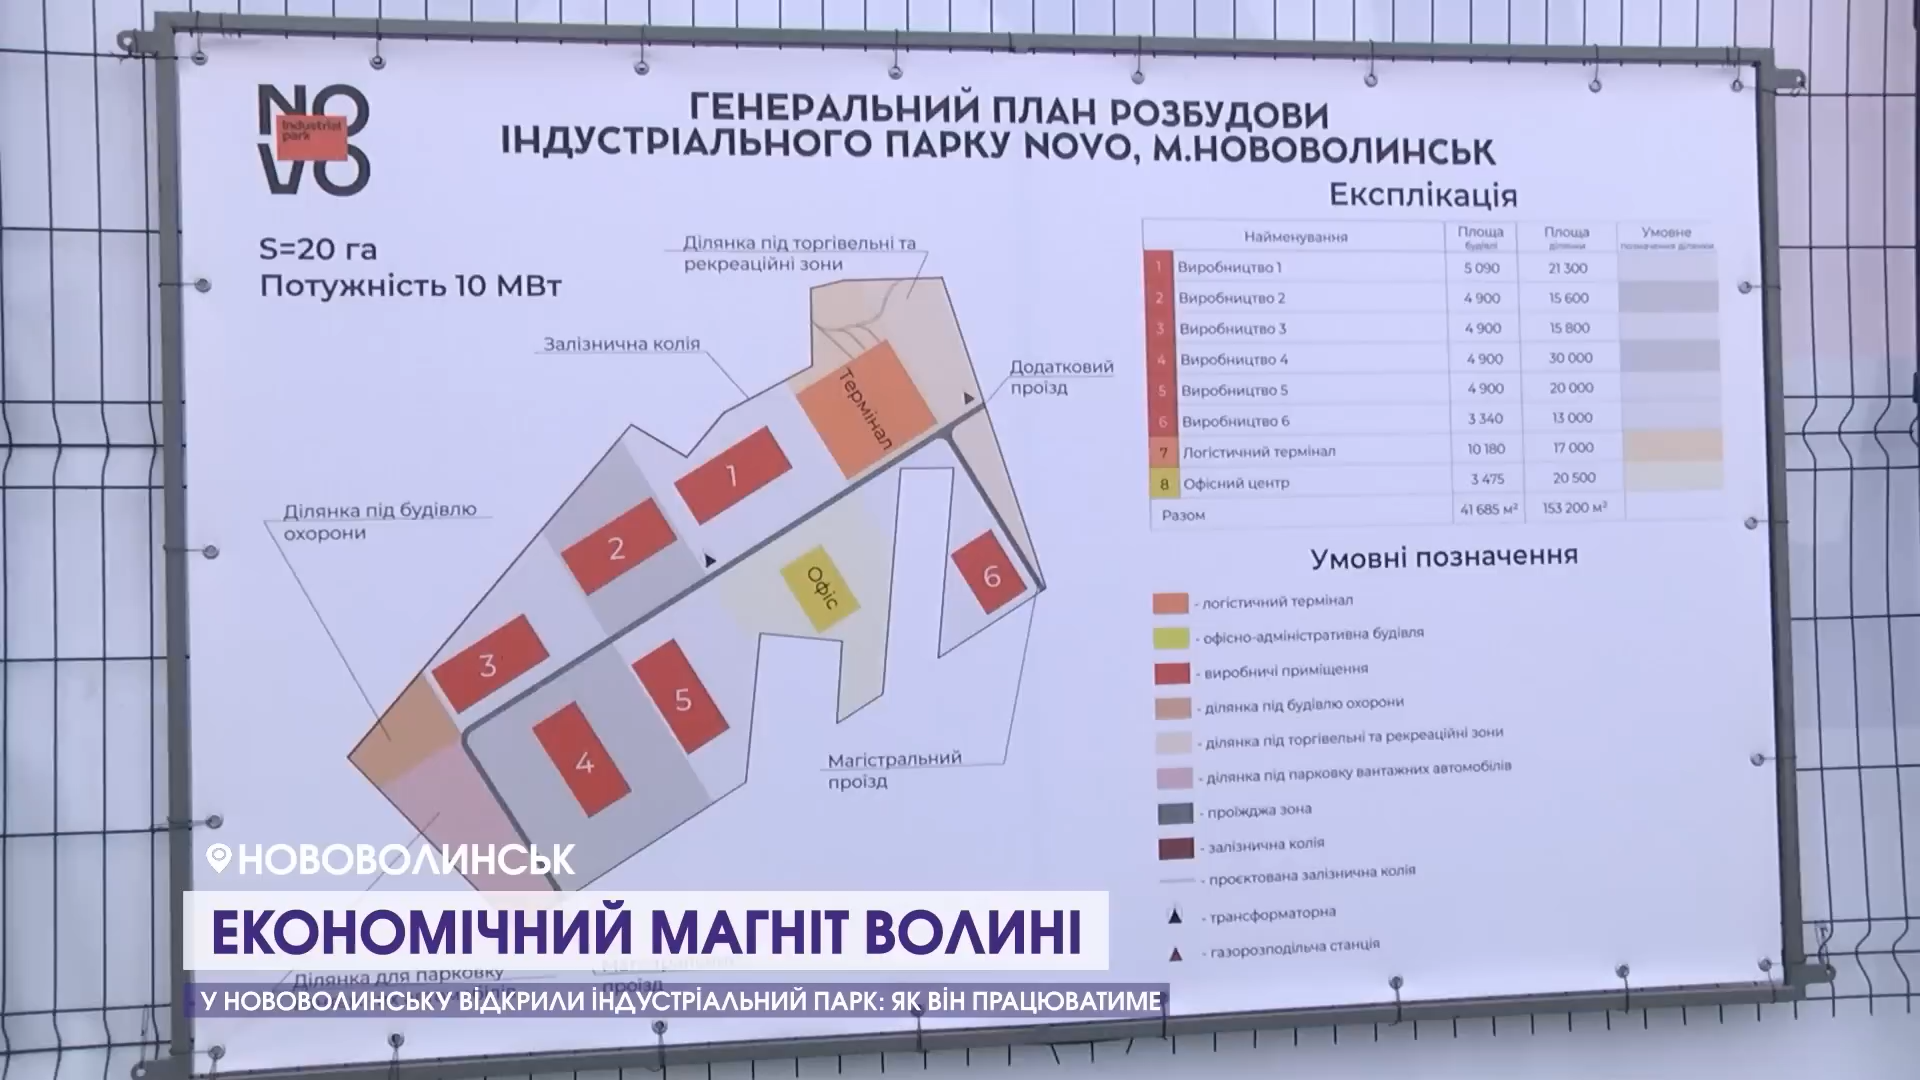 NO
Industrial
park
VO
ГЕНЕРАЛЬНИЙ ПЛАН РОЗБУДОВИ
ІНДУСТРІАЛЬНОГО ПАРКУ NOVO, М.НОВОВОЛИНСЬК
S=20 га
Потужність 10 МВт
Ділянка під торгівельні та
рекреаційні зони
Залізнична колія
Додатковий
проїзд
Термінал
1
2
Ділянка під будівлю
охорони
Офіс
6
3
5
4
Магістральний
проїзд
Експлікація
Найменування Площа будівлі Площа ділянки Умовне позначення ділянки
1 Виробництво 1 5 090 21 300
2 Виробництво 2 4 900 15 600
3 Виробництво 3 4 900 15 800
4 Виробництво 4 4 900 30 000
5 Виробництво 5 4 900 20 000
6 Виробництво 6 3 340 13 000
7 Логістичний термінал 10 180 17 000
8 Офісний центр 3 475 20 500
Разом 41 685 м² 153 200 м²
Умовні позначення
- логістичний термінал
- офісно-адміністративна будівля
- виробничі приміщення
- ділянка під будівлю охорони
- ділянка під торгівельні та рекреаційні зони
- ділянка під парковку вантажних автомобілів
- проїжджа зона
- залізнична колія
- проєктована залізнична колія
- трансформаторна
- газорозподільча станція
НОВОВОЛИНСЬК
ЕКОНОМІЧНИЙ МАГНІТ ВОЛИНІ
Ділянка для парковку
проїзд
У НОВОВОЛИНСЬКУ ВІДКРИЛИ ІНДУСТРІАЛЬНИЙ ПАРК: ЯК ВІН ПРАЦЮВАТИМЕ